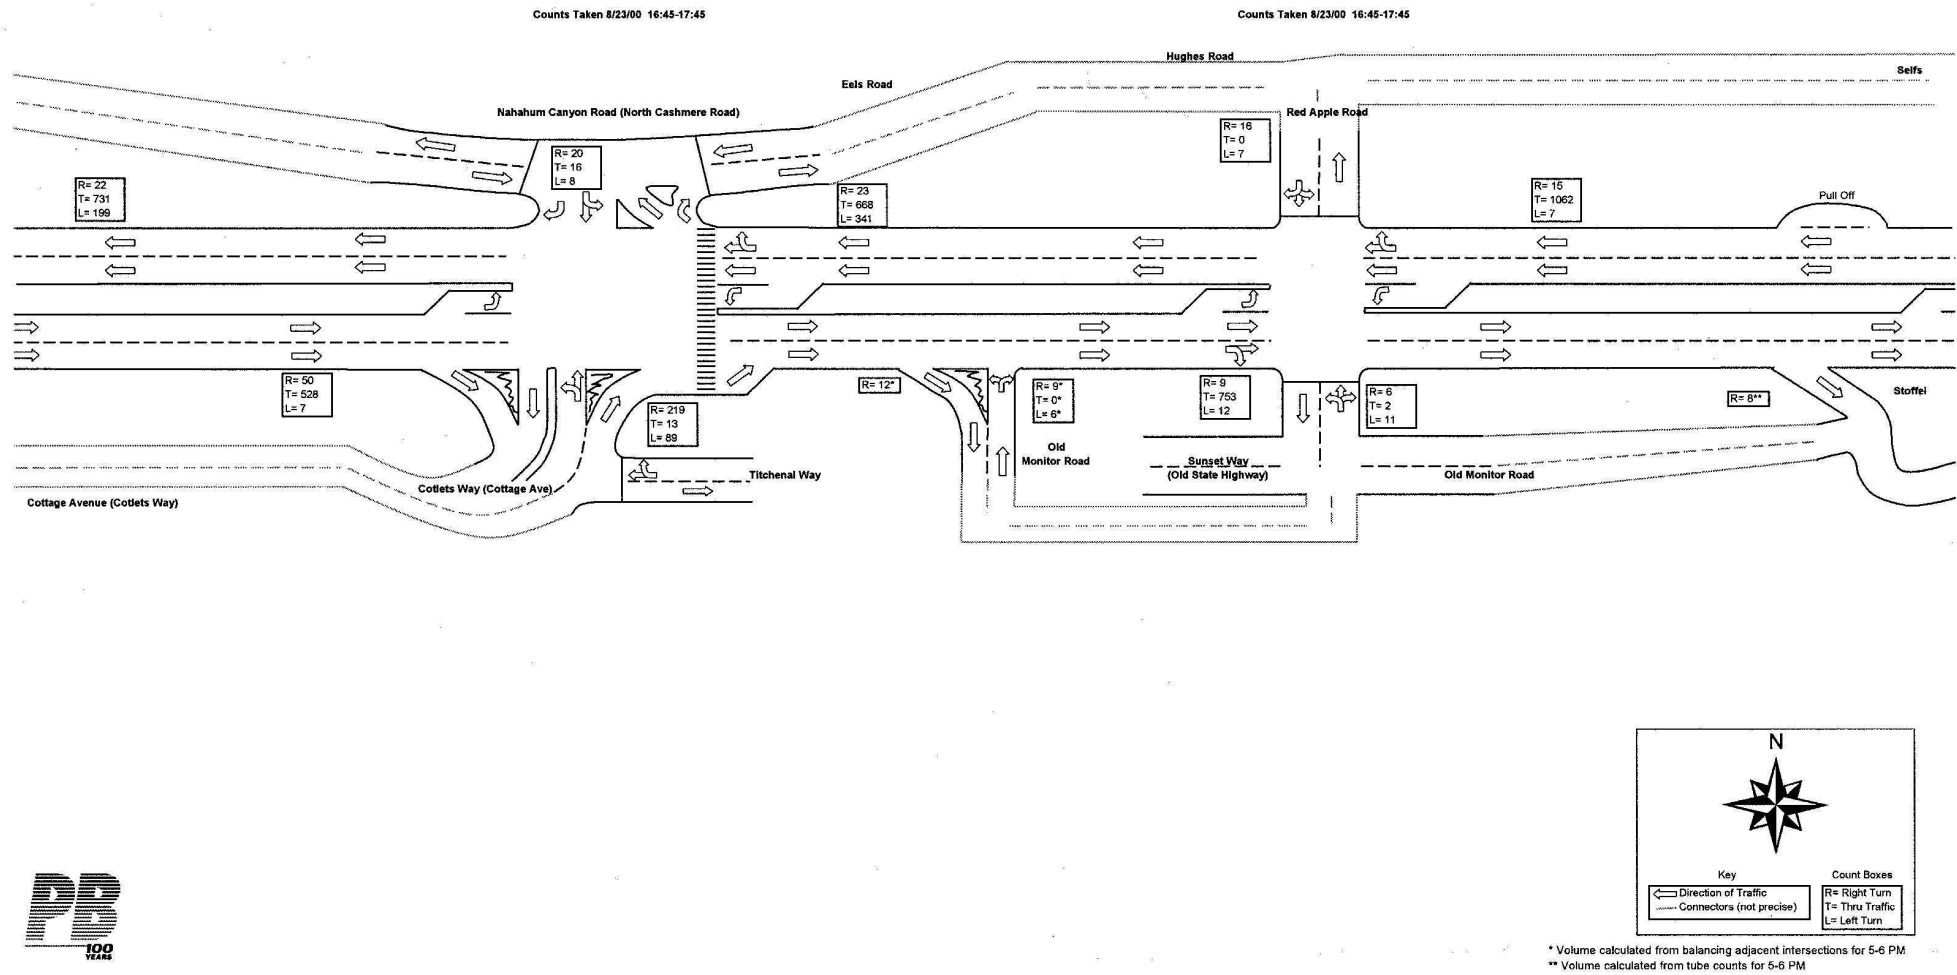 Counts Taken 8/23/00 16:45-17:45
Counts Taken 8/23/00 16:45-17:45
Hughes Road
Selfs
Eels Road
Nahahum Canyon Road (North Cashmere Road)
Red Apple Road
R= 16
T= 0
L= 7
R= 20
T= 16
L= 8
R= 22
T= 731
L= 199
R= 23
T= 668
L= 341
R= 15
T= 1062
L= 7
Pull Off
R= 50
T= 528
L= 7
R= 219
T= 13
L= 89
R= 12*
R= 9*
T= 0*
L= 6*
R= 9
T= 753
L= 12
R= 6
T= 2
L= 11
R= 8**
Stoffel
Old
Monitor Road
Sunset Way
(Old State Highway)
Old Monitor Road
Titchenal Way
Cotlets Way (Cottage Ave)
Cottage Avenue (Cotlets Way)
N
Key
Direction of Traffic
Connectors (not precise)
Count Boxes
R= Right Turn
T= Thru Traffic
L= Left Turn
* Volume calculated from balancing adjacent intersections for 5-6 PM
** Volume calculated from tube counts for 5-6 PM
PB
100
YEARS